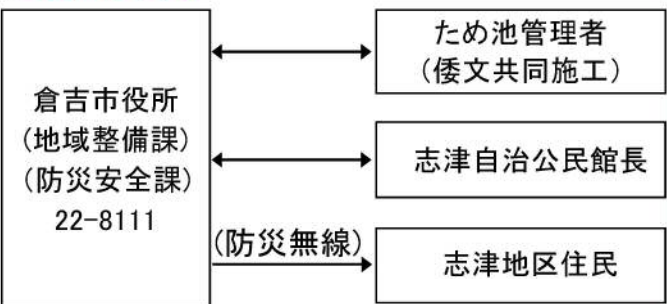 倉吉市役所
(地域整備課)
(防災安全課)
22-8111
ため池管理者
(倭文共同施工)
志津自治公民館長
(防災無線)
志津地区住民